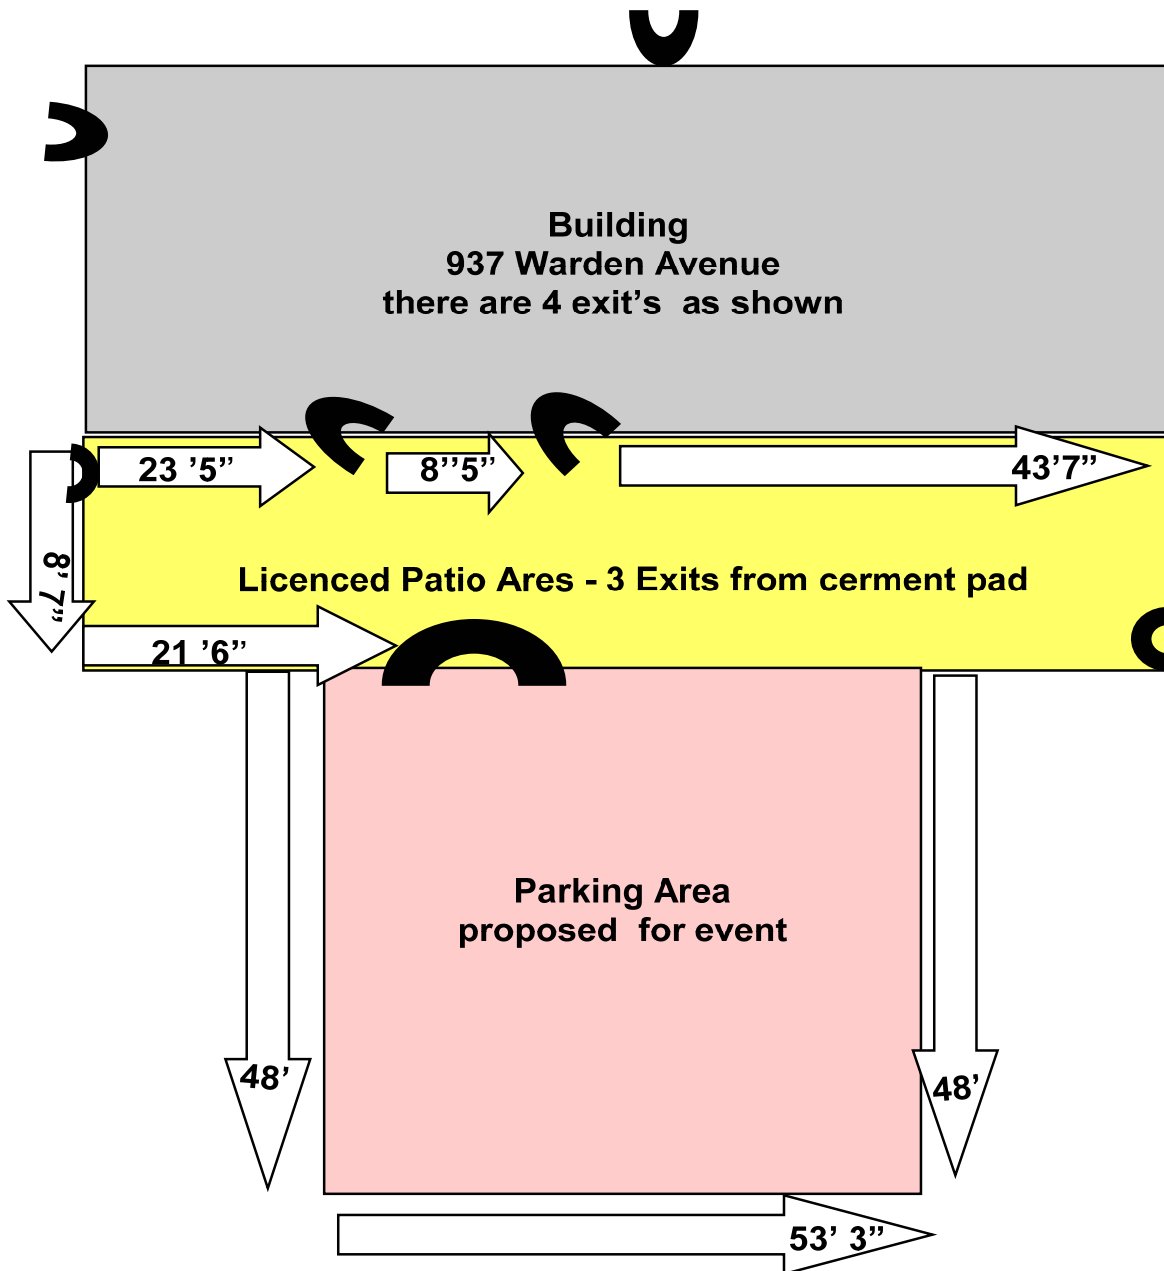 Building
937 Warden Avenue
there are 4 exit’s  as shown
23 ’5”
8’’5”
43’7”
8’ 7”
Licenced Patio Ares - 3 Exits from cerment pad
21 ’6”
Parking Area
proposed  for event
48’
48’
53’ 3”